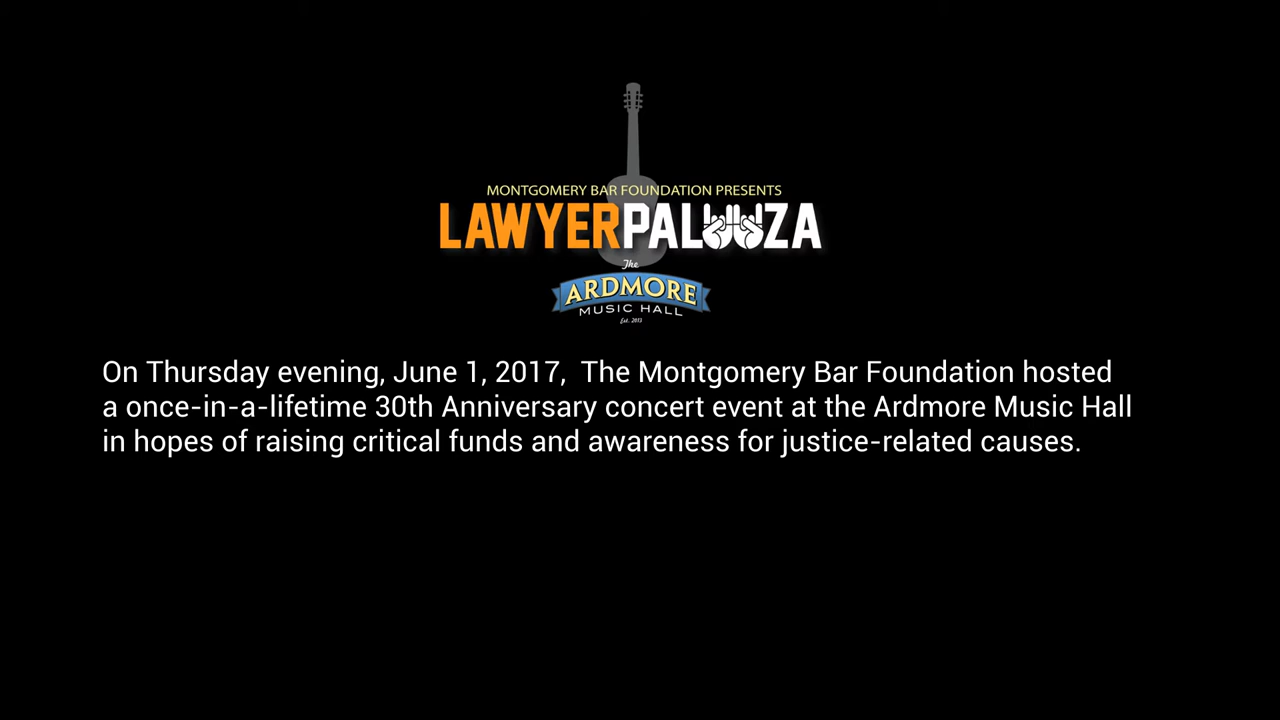 MONTGOMERY BAR FOUNDATION PRESENTS
LAWYERPALOOZA
The
ARDMORE
MUSIC HALL
Est. 2013
On Thursday evening, June 1, 2017,  The Montgomery Bar Foundation hosted
a once-in-a-lifetime 30th Anniversary concert event at the Ardmore Music Hall
in hopes of raising critical funds and awareness for justice-related causes.